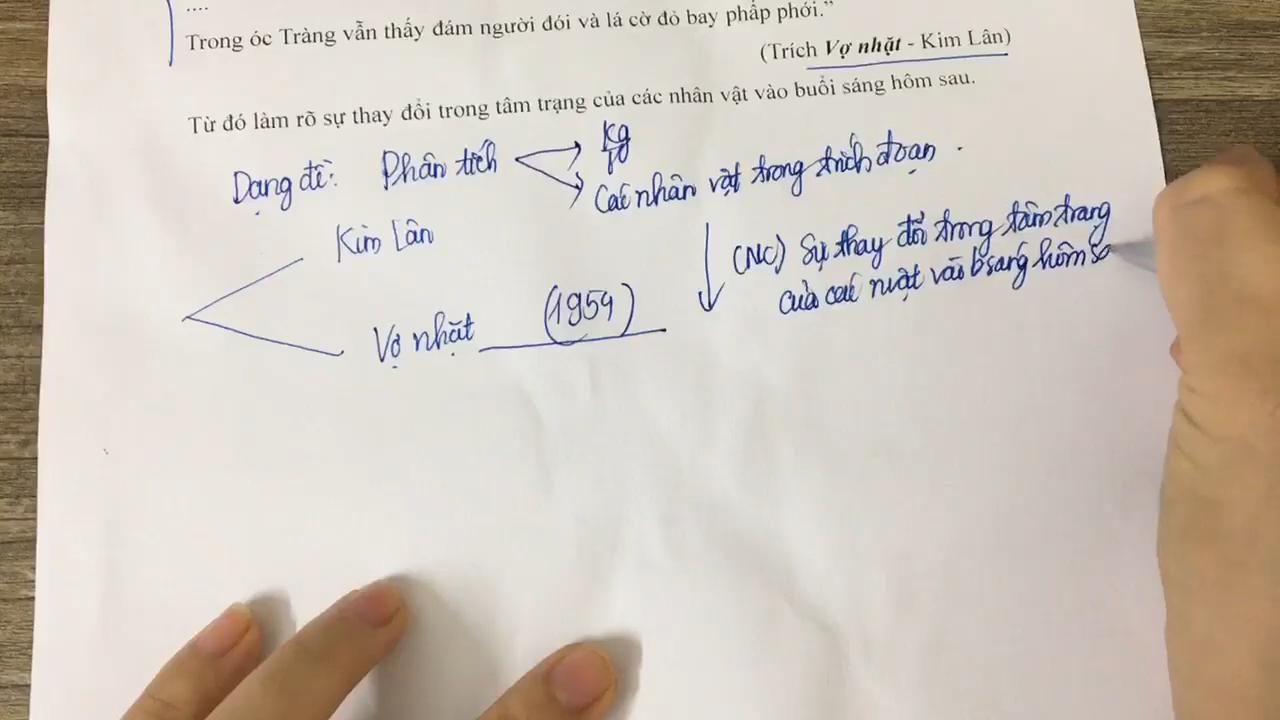 ....
Trong óc Tràng vẫn thấy đám người đói và lá cờ đỏ bay phấp phới.”
(Trích Vợ nhặt - Kim Lân)
Từ đó làm rõ sự thay đổi trong tâm trạng của các nhân vật vào buổi sáng hôm sau.
Dạng đề: Phân tích
kg
Các nhân vật trong trích đoạn.
Kim Lân
(NC) Sự thay đổi trong tâm trạng
của các nvật vào bsáng hôm
Vợ nhặt (1954)